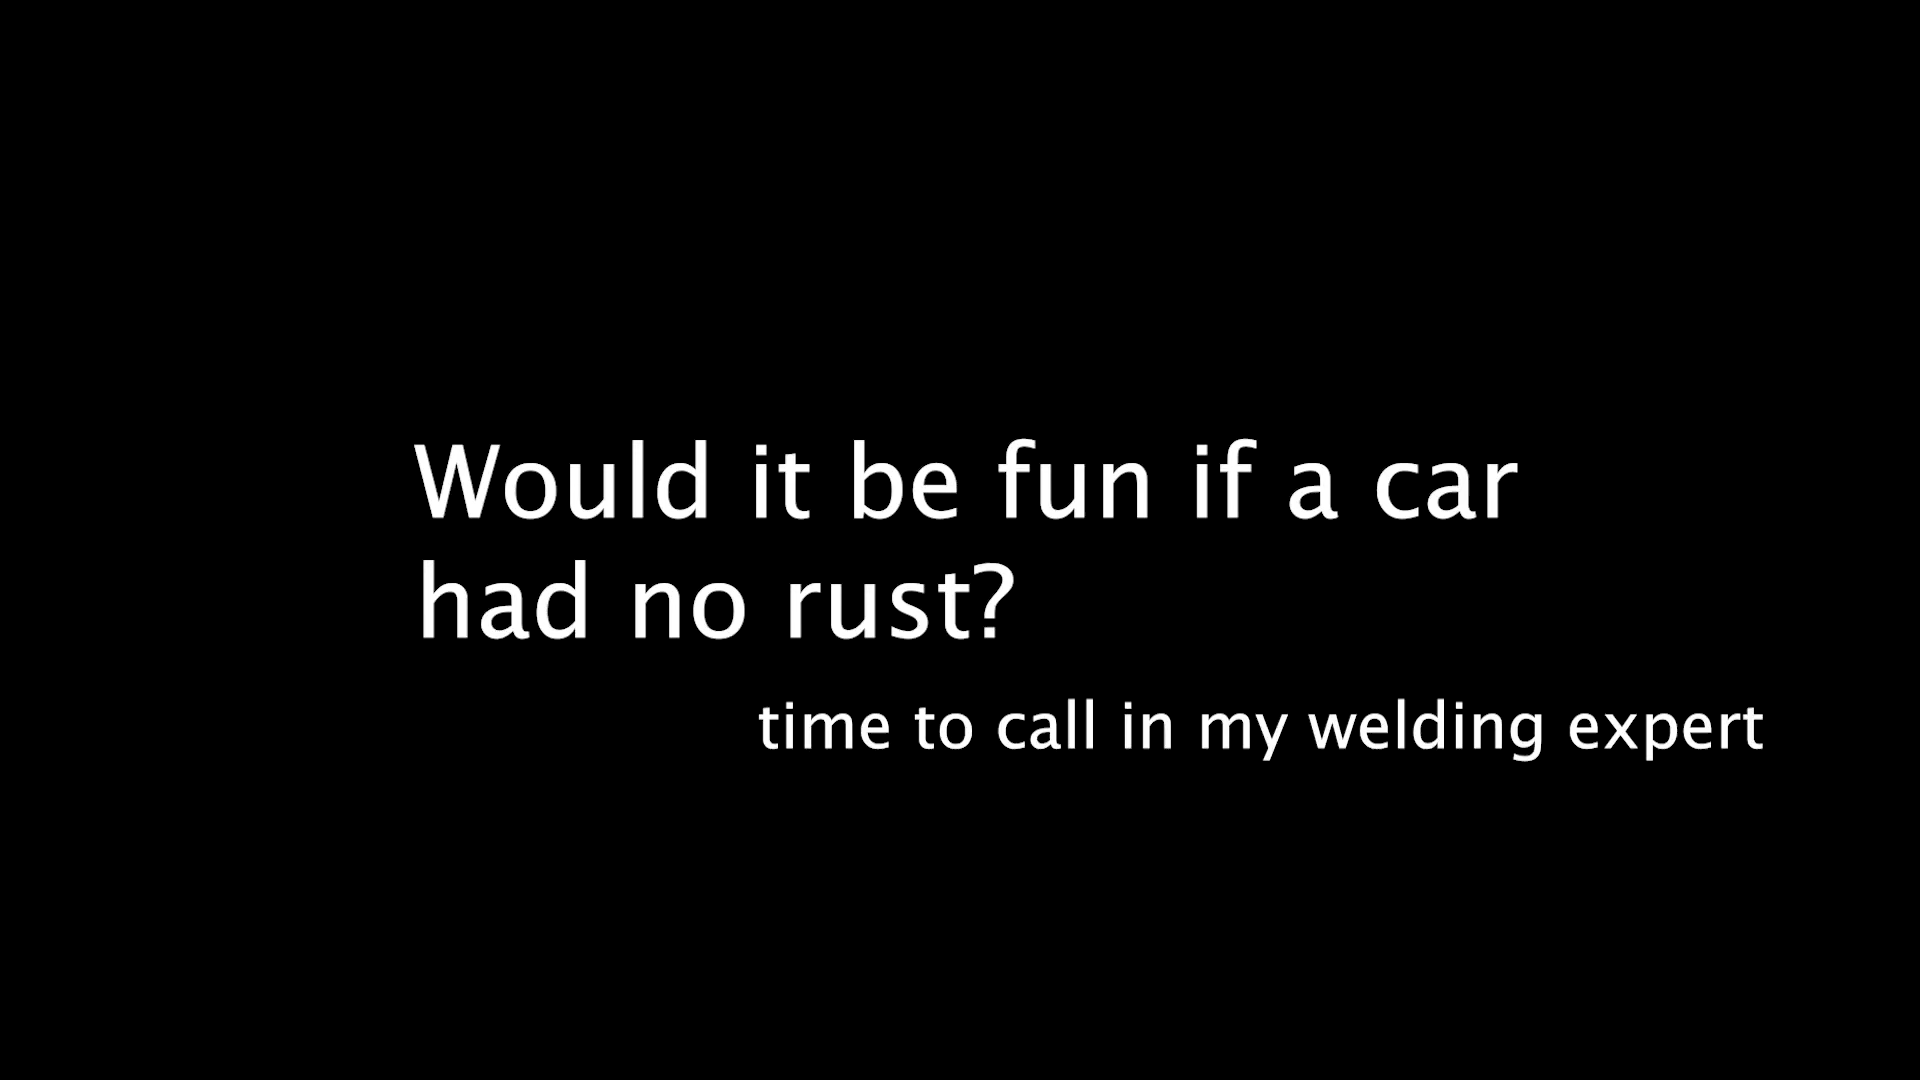 Would it be fun if a car
had no rust?
time to call in my welding expert